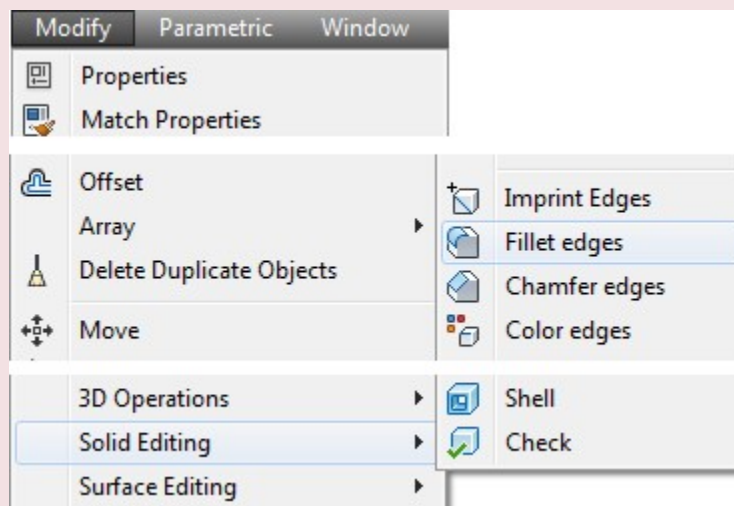 Modify Parametric Window
Properties
Match Properties
Offset
Array
Delete Duplicate Objects
Move
3D Operations
Solid Editing
Surface Editing
Imprint Edges
Fillet edges
Chamfer edges
Color edges
Shell
Check